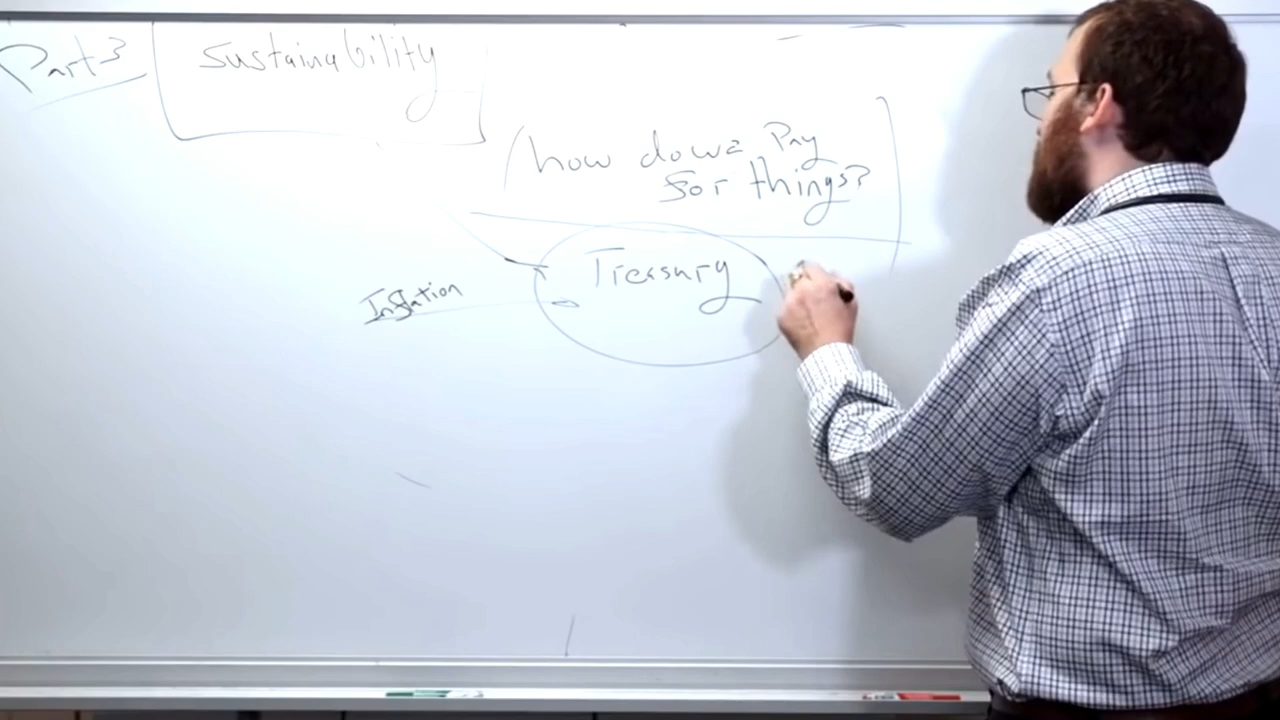 Part 3
Sustainability
how do we Pay
for things?
Treasury
Inflation